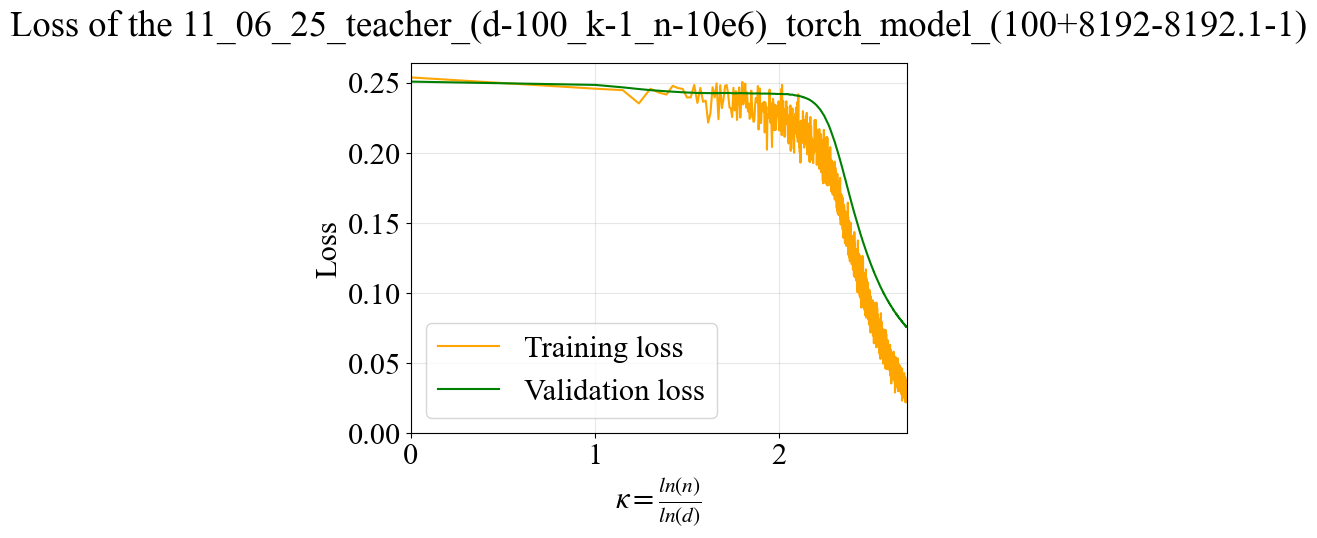 Loss of the 11_06_25_teacher_(d-100_k-1_n-10e6)_torch_model_(100+8192-8192.1-1)
0.25
0.20
0.15
0.10
0.05
0.00
Loss
Training loss
Validation loss
0 1 2
κ = ln(n)/ln(d)